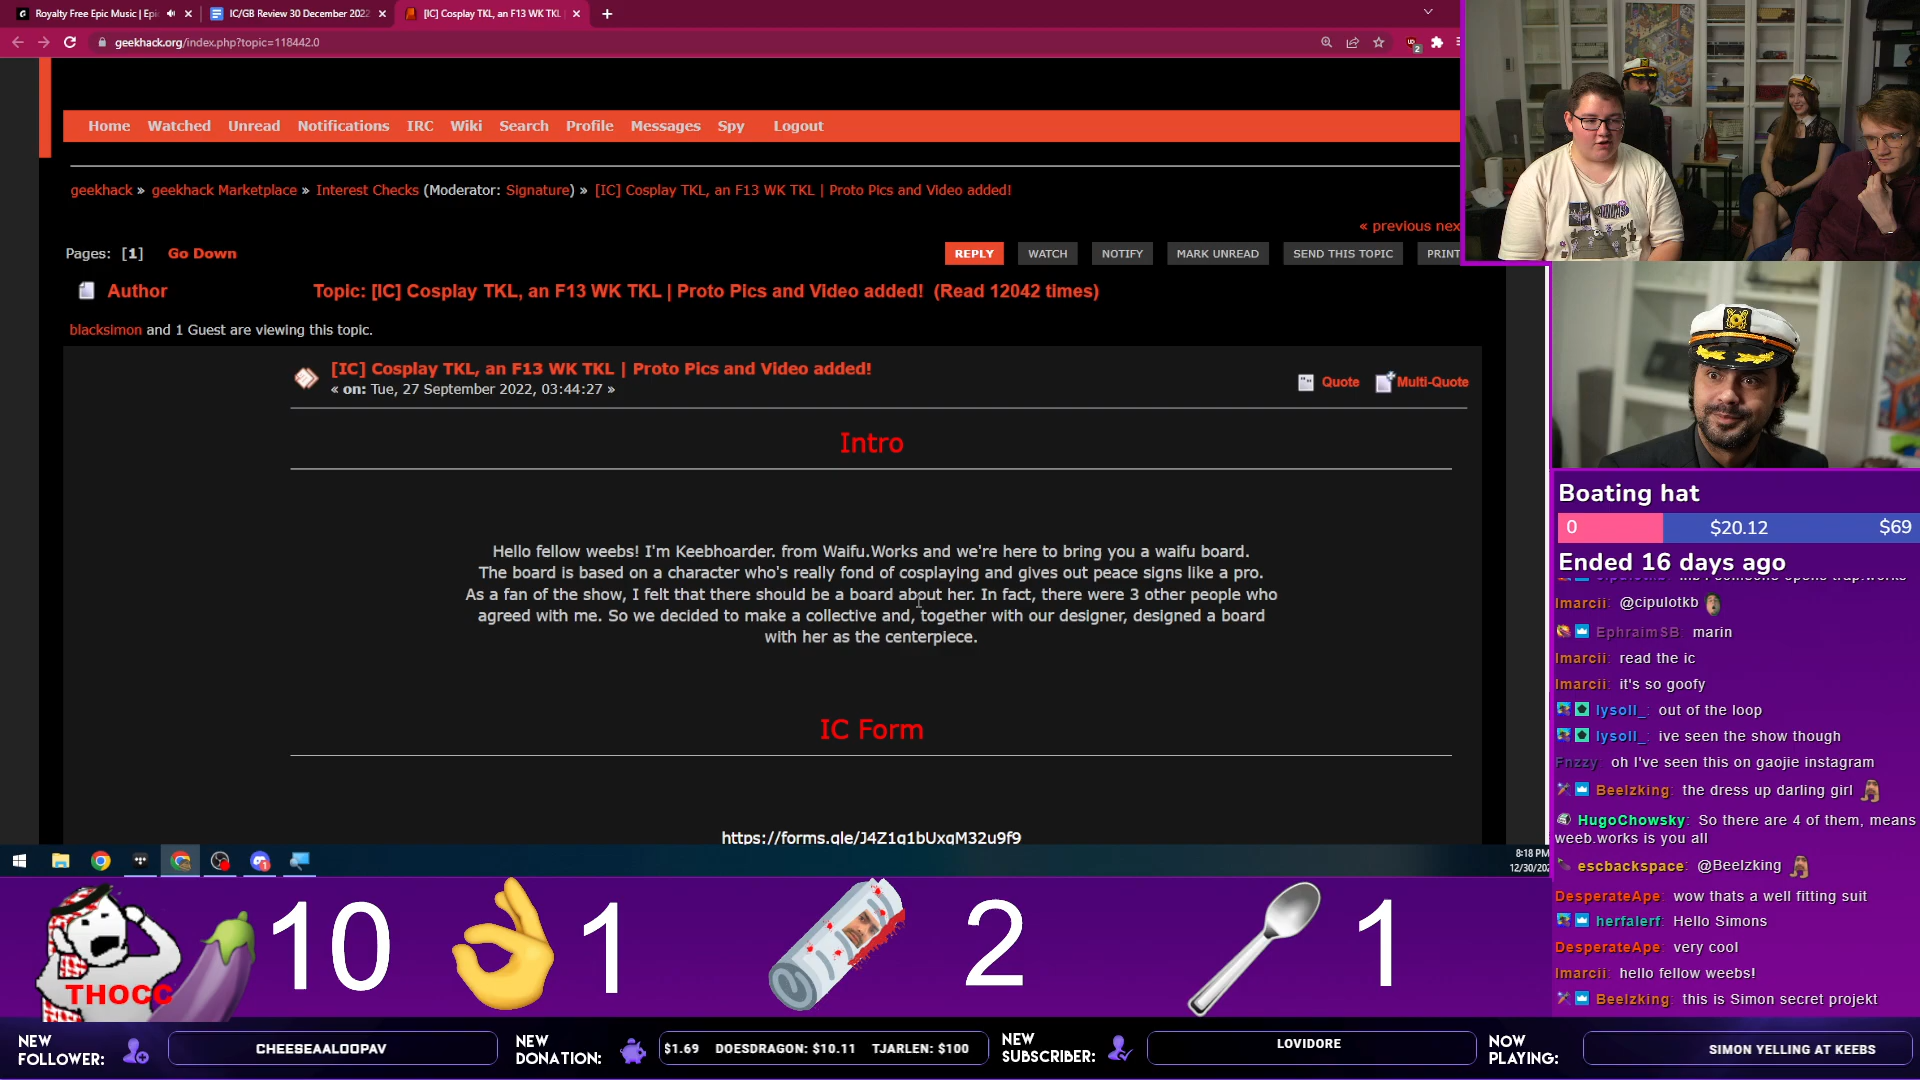 Royalty Free Epic Music | Epi
IC/GB Review 30 December 2022
[IC] Cosplay TKL, an F13 WK TKL
geekhack.org/index.php?topic=118442.0
2
Home Watched Unread Notifications IRC Wiki Search Profile Messages Spy Logout
geekhack » geekhack Marketplace » Interest Checks (Moderator: Signature) » [IC] Cosplay TKL, an F13 WK TKL | Proto Pics and Video added!
« previous nex
Pages: [1] Go Down
REPLY WATCH NOTIFY MARK UNREAD SEND THIS TOPIC PRINT
Author Topic: [IC] Cosplay TKL, an F13 WK TKL | Proto Pics and Video added! (Read 12042 times)
blacksimon and 1 Guest are viewing this topic.
[IC] Cosplay TKL, an F13 WK TKL | Proto Pics and Video added!
« on: Tue, 27 September 2022, 03:44:27 »
Quote Multi-Quote
Intro
Hello fellow weebs! I'm Keebhoarder. from Waifu.Works and we're here to bring you a waifu board.
The board is based on a character who's really fond of cosplaying and gives out peace signs like a pro.
As a fan of the show, I felt that there should be a board about her. In fact, there were 3 other people who
agreed with me. So we decided to make a collective and, together with our designer, designed a board
with her as the centerpiece.
IC Form
https://forms.gle/J4Z1g1bUxqM32u9f9
8:18 PM
12/30/202
Boating hat
0 $20.12 $69
Ended 16 days ago
Imarcii: @cipulotkb
EphraimSB: marin
Imarcii: read the ic
Imarcii: it's so goofy
lysoll_: out of the loop
lysoll_: ive seen the show though
Fnzzy: oh I've seen this on gaojie instagram
Beelzking: the dress up darling girl
HugoChowsky: So there are 4 of them, means
weeb.works is you all
escbackspace: @Beelzking
DesperateApe: wow thats a well fitting suit
herfalerf: Hello Simons
DesperateApe: very cool
Imarcii: hello fellow weebs!
Beelzking: this is Simon secret projekt
THOCC
10 1 2 1
NEW
FOLLOWER:
CHEESEAALOOPAV
NEW
DONATION:
$1.69 DOESDRAGON: $10.11 TJARLEN: $100
NEW
SUBSCRIBER:
LOVIDORE
NOW
PLAYING:
SIMON YELLING AT KEEBS